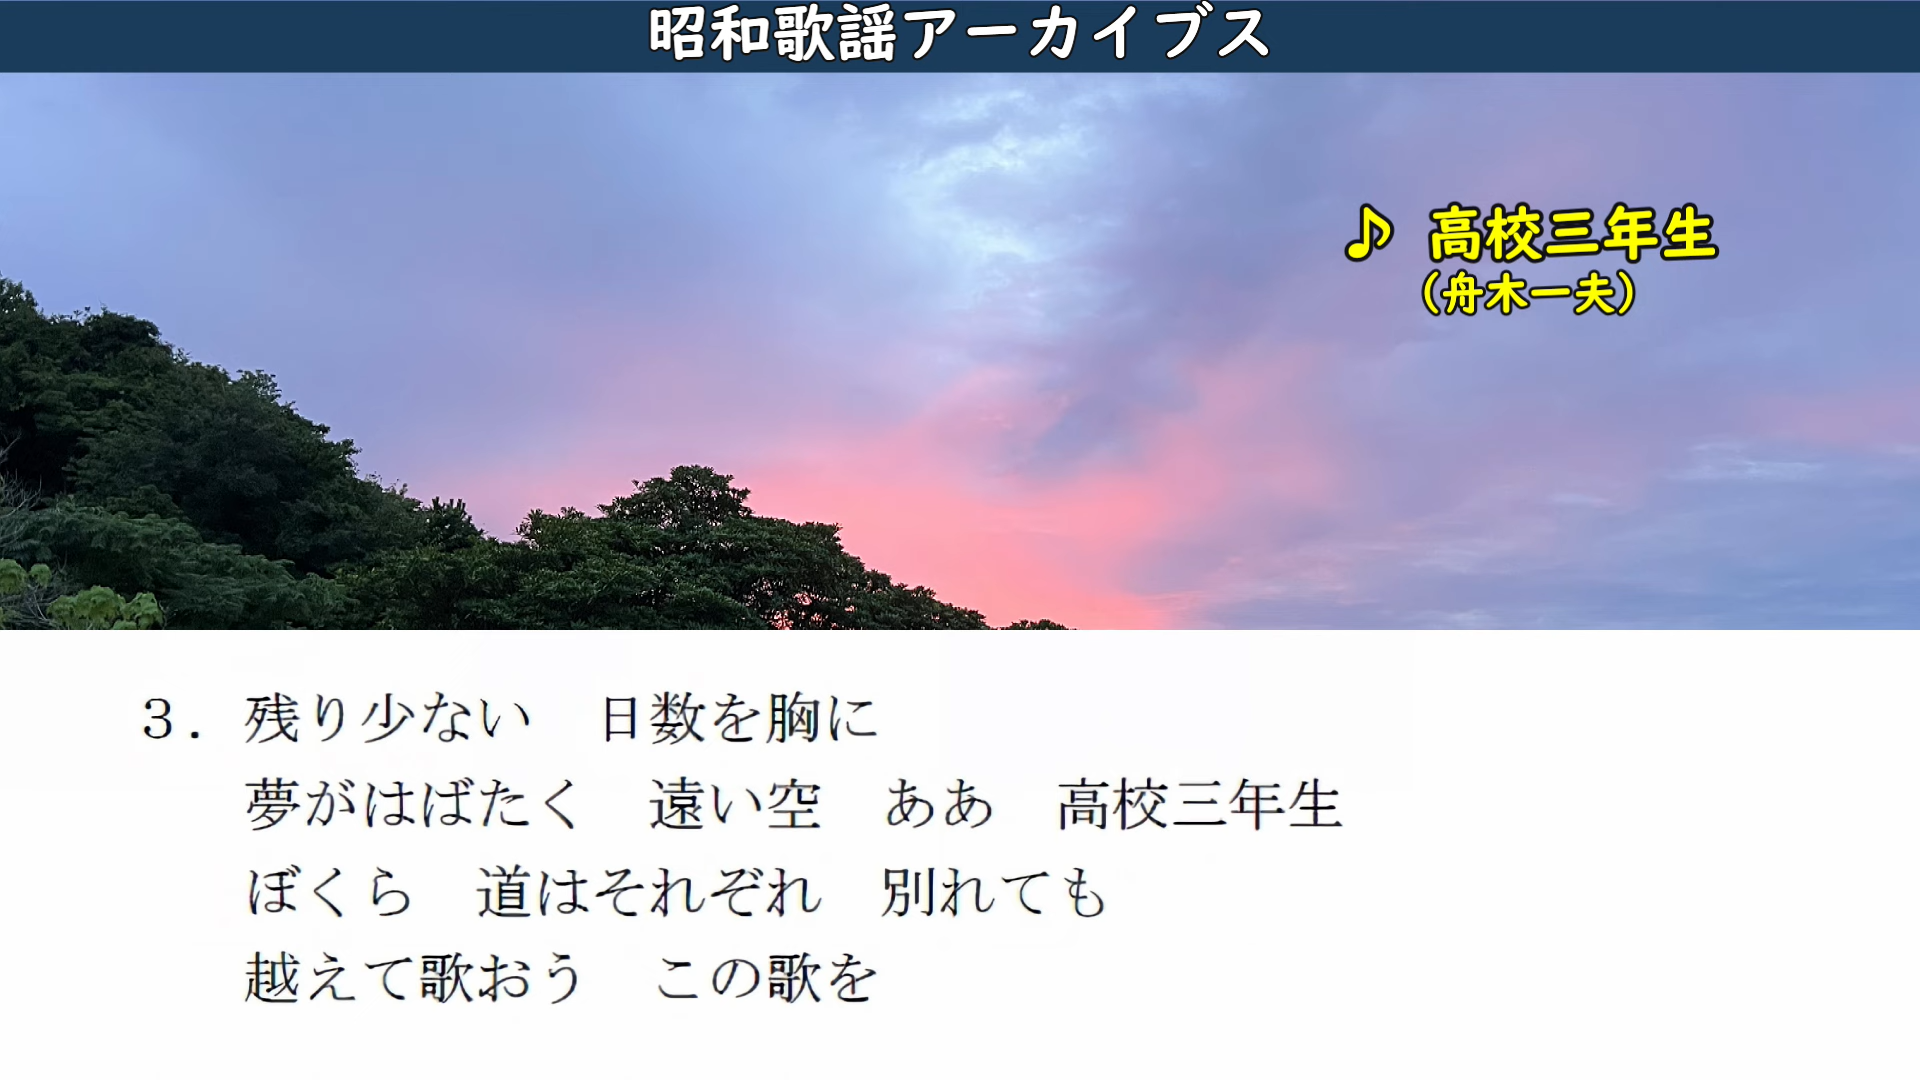 昭和歌謡アーカイブス
♪ 高校三年生
（舟木一夫）
３．残り少ない　日数を胸に
夢がはばたく　遠い空　ああ　高校三年生
ぼくら　道はそれぞれ　別れても
越えて歌おう　この歌を